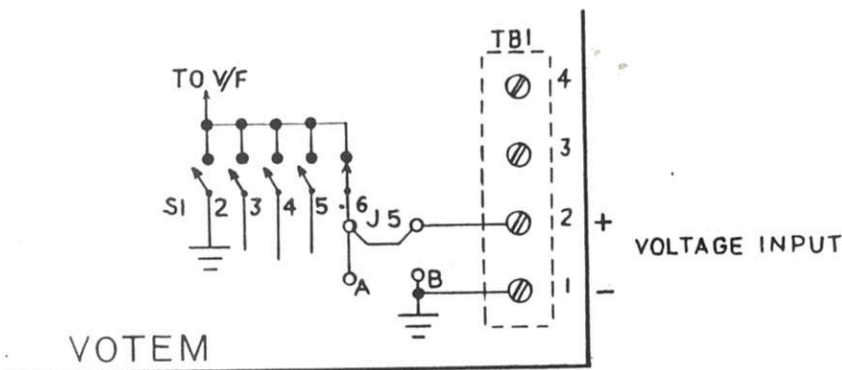 TB1
TO V/F
4
3
S1 2 3 4 5 6 J5
2 +
VOLTAGE INPUT
A
B
1 -
VOTEM